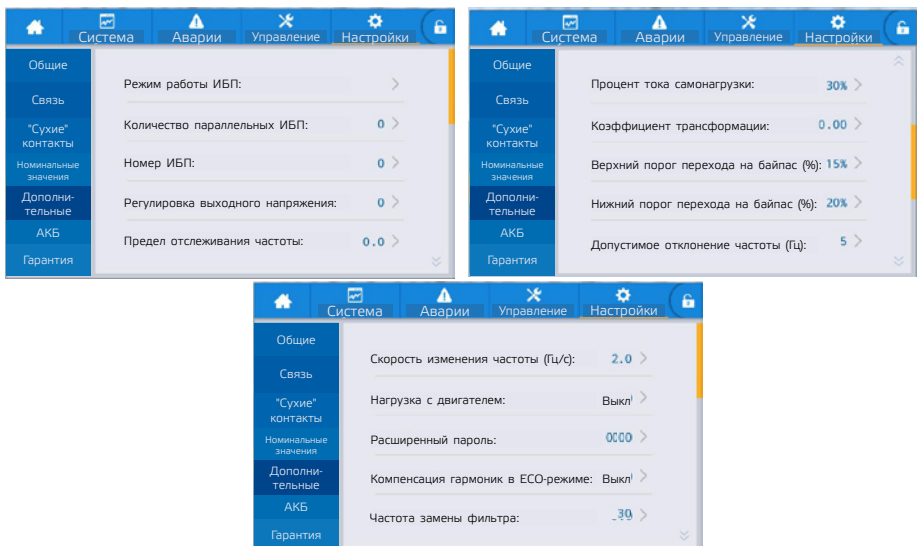 Система Аварии Управление Настройки
Общие
Связь
"Сухие"
контакты
Номинальные
значения
Дополни-
тельные
АКБ
Гарантия
Режим работы ИБП:
Количество параллельных ИБП: 0
Номер ИБП: 0
Регулировка выходного напряжения: 0
Предел отслеживания частоты: 0.0
Система Аварии Управление Настройки
Общие
Связь
"Сухие"
контакты
Номинальные
значения
Дополни-
тельные
АКБ
Гарантия
Процент тока самонагрузки: 30%
Коэффициент трансформации: 0.00
Верхний порог перехода на байпас (%): 15%
Нижний порог перехода на байпас (%): 20%
Допустимое отклонение частоты (Гц): 5
Система Аварии Управление Настройки
Общие
Связь
"Сухие"
контакты
Номинальные
значения
Дополни-
тельные
АКБ
Гарантия
Скорость изменения частоты (Гц/с): 2.0
Нагрузка с двигателем: Выкл
Расширенный пароль: 0000
Компенсация гармоник в ECO-режиме: Выкл
Частота замены фильтра: 30